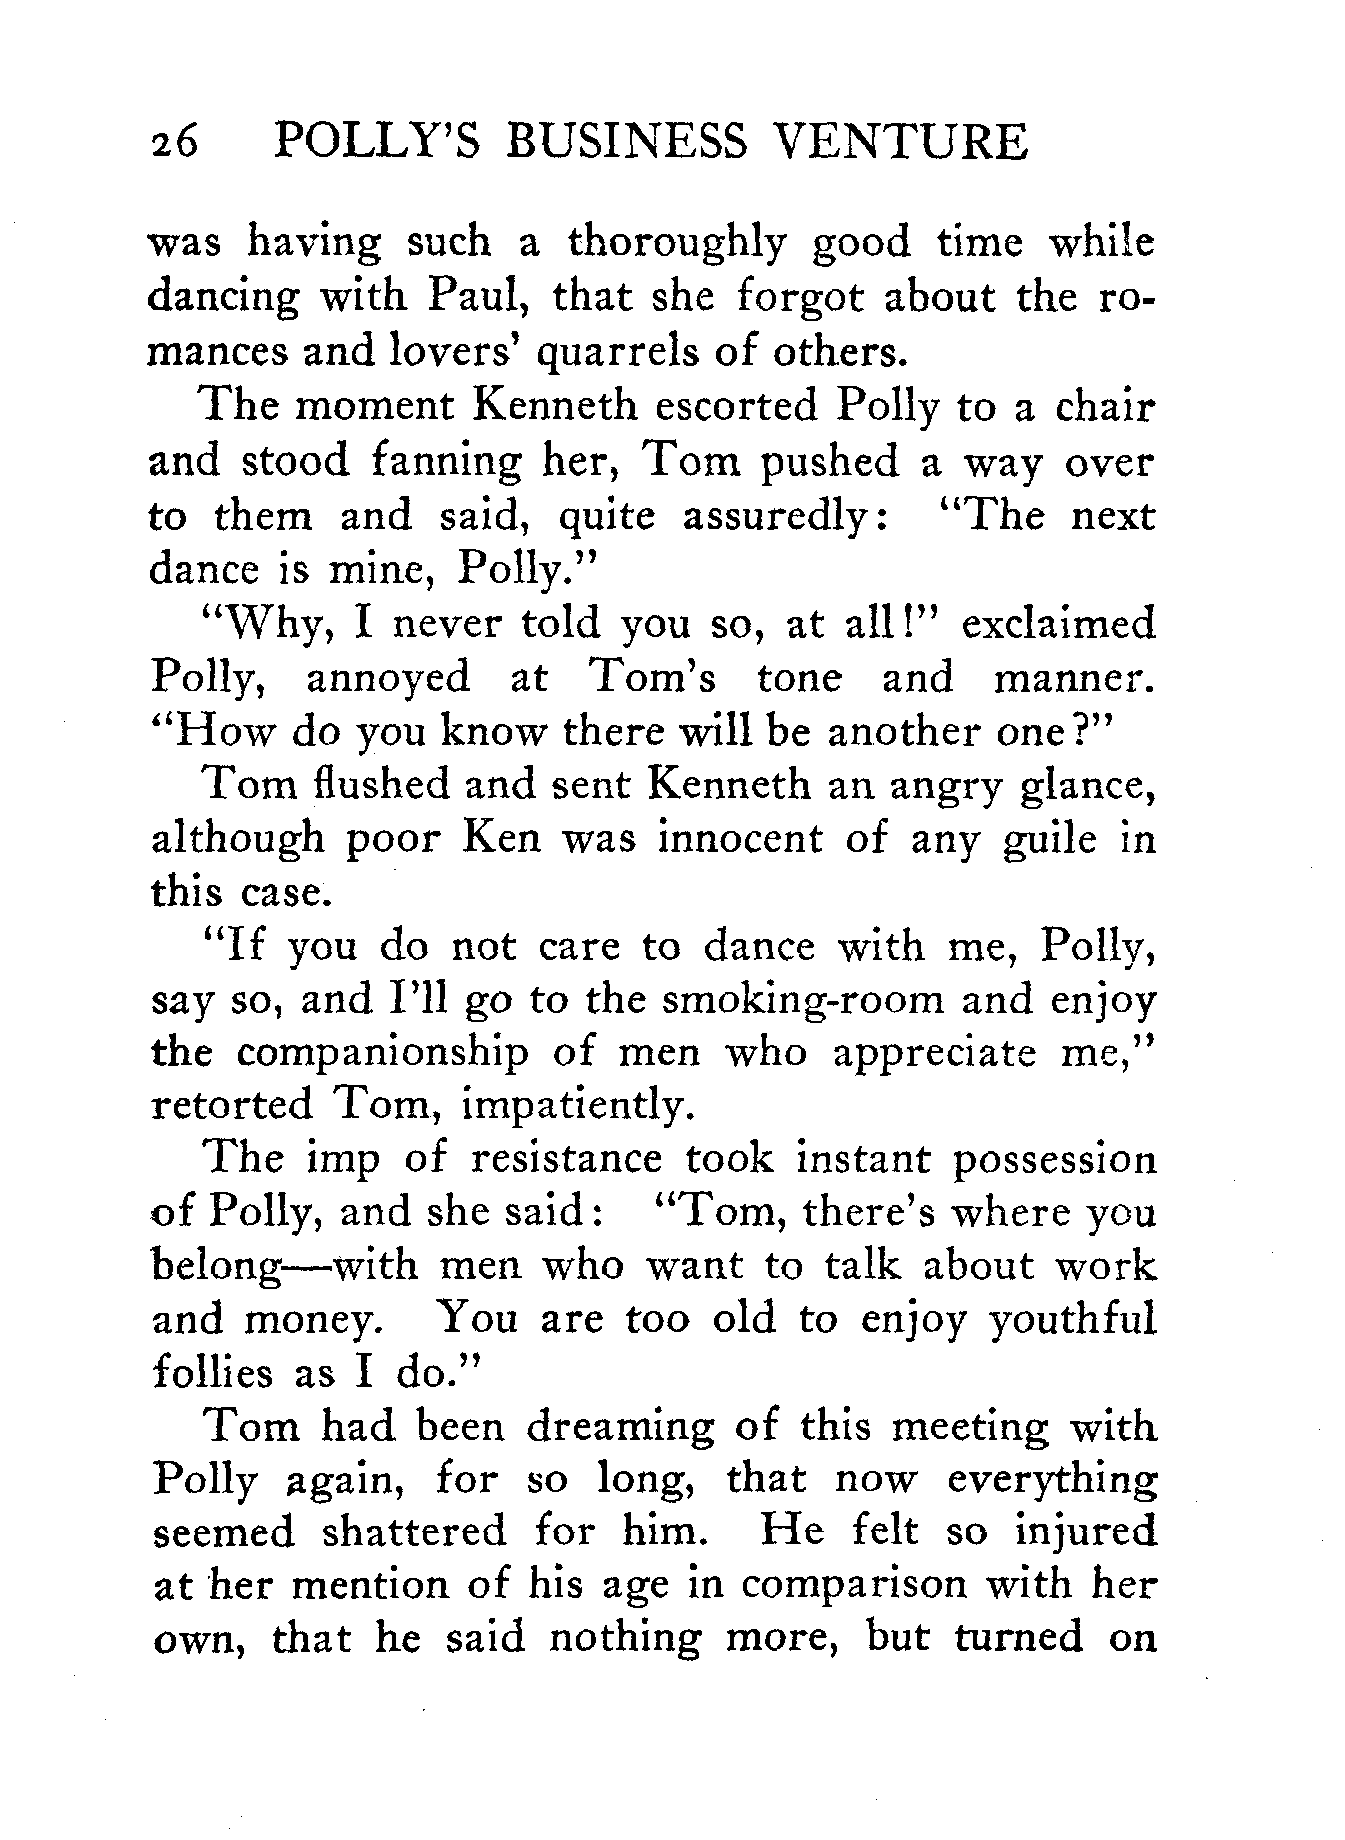 26 POLLY'S BUSINESS VENTURE
was having such a thoroughly good time while
dancing with Paul, that she forgot about the ro-
mances and lovers' quarrels of others.
The moment Kenneth escorted Polly to a chair
and stood fanning her, Tom pushed a way over
to them and said, quite assuredly: "The next
dance is mine, Polly."
"Why, I never told you so, at all!" exclaimed
Polly, annoyed at Tom's tone and manner.
"How do you know there will be another one?"
Tom flushed and sent Kenneth an angry glance,
although poor Ken was innocent of any guile in
this case.
"If you do not care to dance with me, Polly,
say so, and I'll go to the smoking-room and enjoy
the companionship of men who appreciate me,"
retorted Tom, impatiently.
The imp of resistance took instant possession
of Polly, and she said: "Tom, there's where you
belong—with men who want to talk about work
and money. You are too old to enjoy youthful
follies as I do."
Tom had been dreaming of this meeting with
Polly again, for so long, that now everything
seemed shattered for him. He felt so injured
at her mention of his age in comparison with her
own, that he said nothing more, but turned on